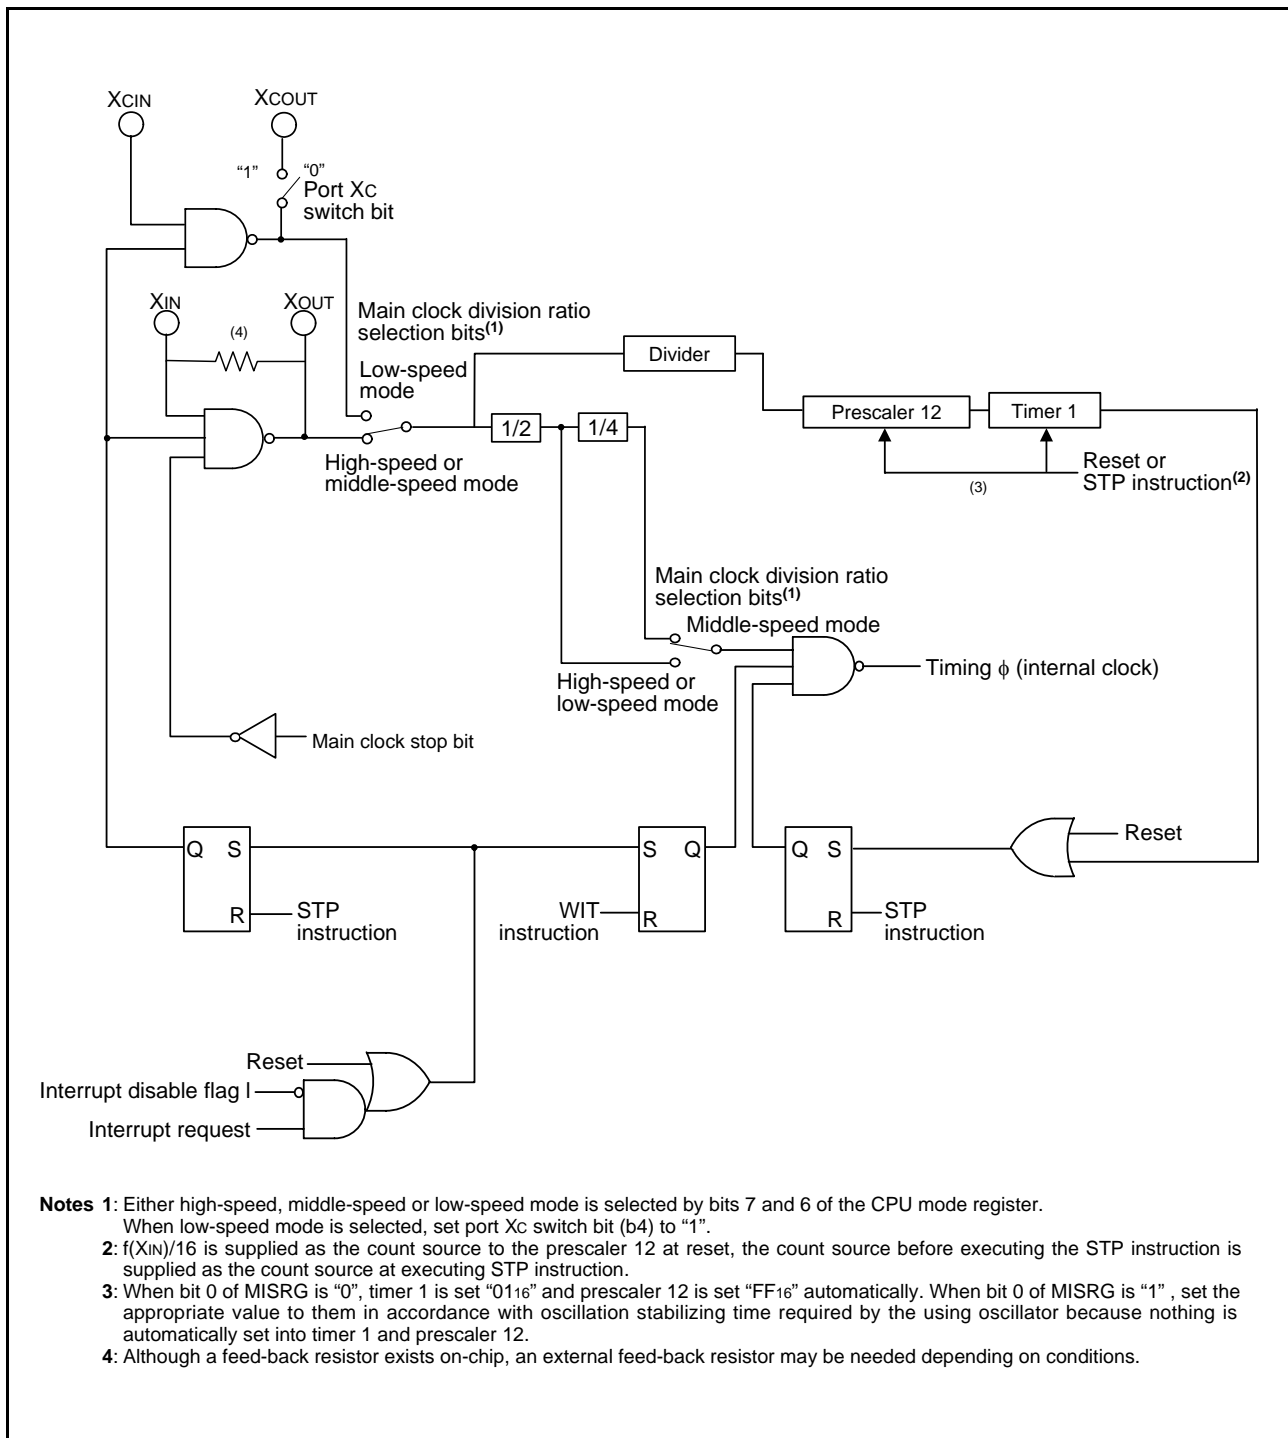 XCIN
XCOUT
“1” “0”
Port XC
switch bit
XIN
XOUT
(4)
Main clock division ratio
selection bits(1)
Low-speed
mode
Divider
Prescaler 12
Timer 1
1/2
1/4
High-speed or
middle-speed mode
Reset or
STP instruction(2)
(3)
Main clock division ratio
selection bits(1)
Middle-speed mode
Timing ϕ (internal clock)
High-speed or
low-speed mode
Main clock stop bit
Reset
Q S
S Q
Q S
R
STP
instruction
WIT
instruction
R
R
STP
instruction
Reset
Interrupt disable flag I
Interrupt request
Notes 1: Either high-speed, middle-speed or low-speed mode is selected by bits 7 and 6 of the CPU mode register.
When low-speed mode is selected, set port XC switch bit (b4) to “1”.
2: f(XIN)/16 is supplied as the count source to the prescaler 12 at reset, the count source before executing the STP instruction is
supplied as the count source at executing STP instruction.
3: When bit 0 of MISRG is “0”, timer 1 is set “0116” and prescaler 12 is set “FF16” automatically. When bit 0 of MISRG is “1” , set the
appropriate value to them in accordance with oscillation stabilizing time required by the using oscillator because nothing is
automatically set into timer 1 and prescaler 12.
4: Although a feed-back resistor exists on-chip, an external feed-back resistor may be needed depending on conditions.